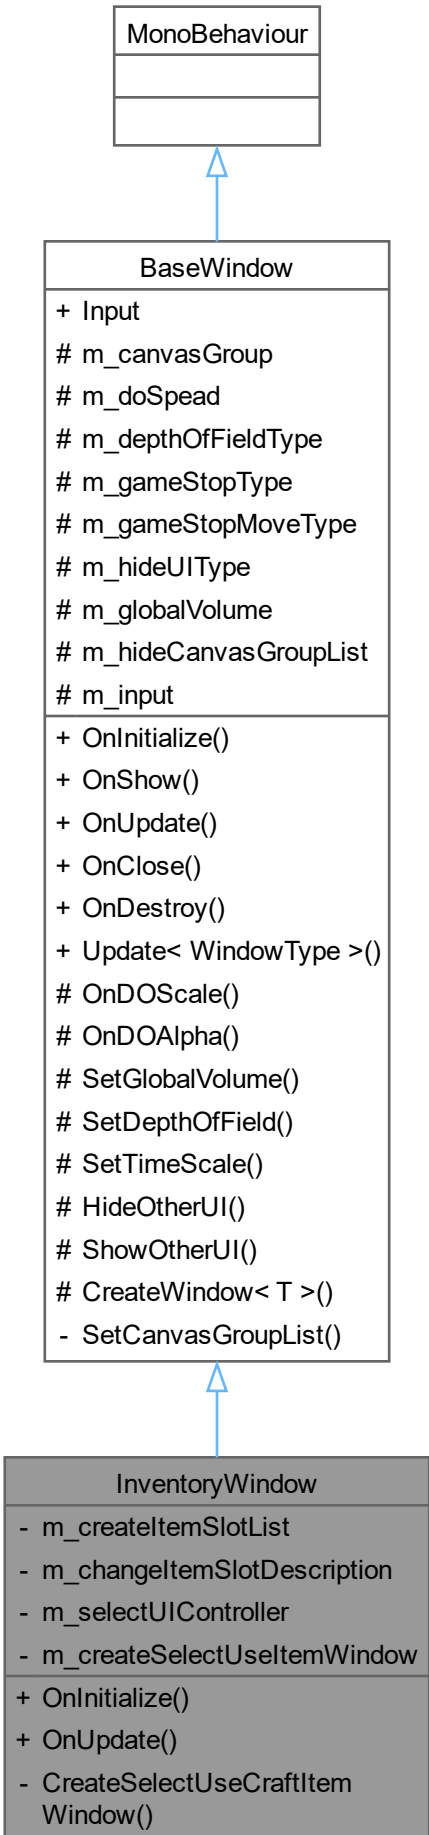 MonoBehaviour
BaseWindow
+ Input
# m_canvasGroup
# m_doSpead
# m_depthOfFieldType
# m_gameStopType
# m_gameStopMoveType
# m_hideUIType
# m_globalVolume
# m_hideCanvasGroupList
# m_input
+ OnInitialize()
+ OnShow()
+ OnUpdate()
+ OnClose()
+ OnDestroy()
+ Update< WindowType >()
# OnDOScale()
# OnDOAlpha()
# SetGlobalVolume()
# SetDepthOfField()
# SetTimeScale()
# HideOtherUI()
# ShowOtherUI()
# CreateWindow< T >()
- SetCanvasGroupList()
InventoryWindow
- m_createItemSlotList
- m_changeItemSlotDescription
- m_selectUIController
- m_createSelectUseItemWindow
+ OnInitialize()
+ OnUpdate()
- CreateSelectUseCraftItem
Window()